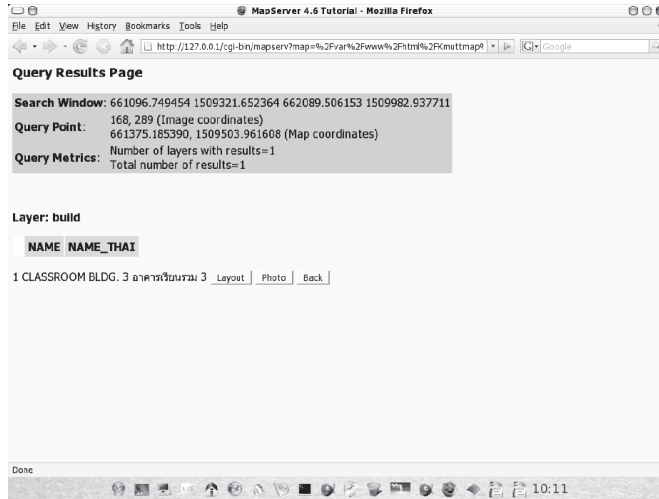 MapServer 4.6 Tutorial - Mozilla Firefox
File Edit View History Bookmarks Tools Help
http://127.0.0.1/cgi-bin/mapserv?map=%2Fvar%2Fwww%2Fhtml%2FKmuttmap% Google
Query Results Page
Search Window: 661096.749454 1509321.652364 662089.506153 1509982.937711
Query Point: 168, 289 (Image coordinates)
661375.185390, 1509503.961608 (Map coordinates)
Query Metrics: Number of layers with results=1
Total number of results=1
Layer: build
NAME NAME_THAI
1 CLASSROOM BLDG. 3 อาคารเรียนรวม 3 Layout Photo Back
Done
10:11